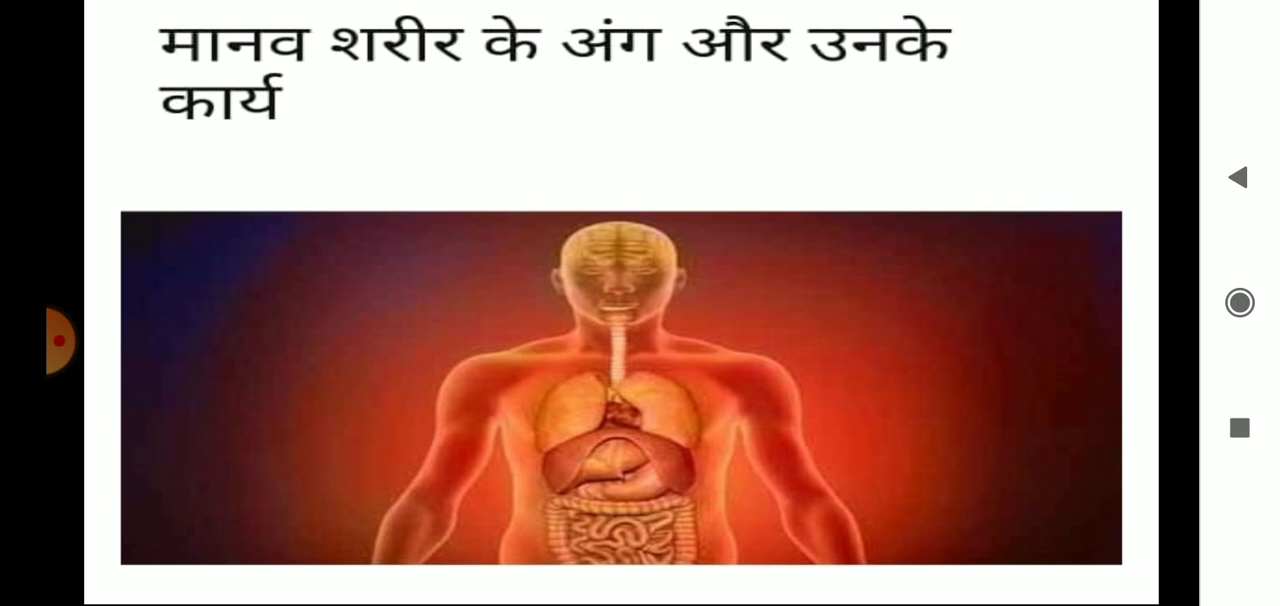 मानव शरीर के अंग और उनके
कार्य